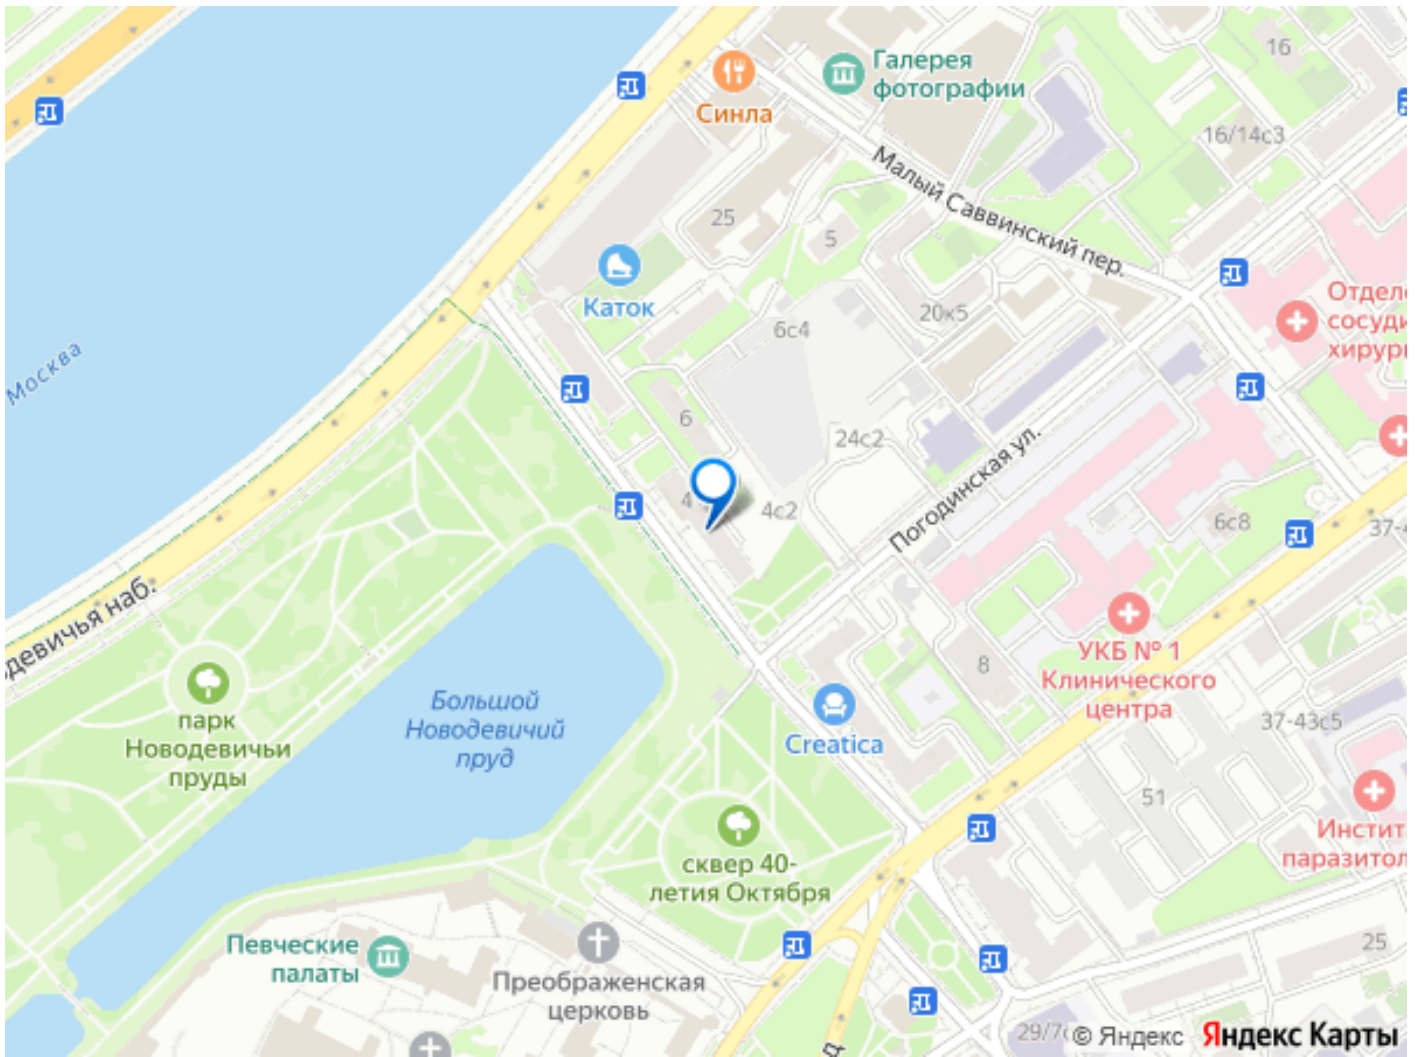 Галерея
фотографии
Синла
16
16/14с3
Малый Саввинский пер.
25
5
Каток
6с4
20к5
Отдел
сосуди
хирур
Москва
6
24с2
4
4с2
Погодинская ул.
6с8
37-4
девичья наб.
УКБ № 1
Клинического
центра
8
парк
Новодевичьи
пруды
Большой
Новодевичий
пруд
Creatica
37-43с5
51
Инстит
паразитол
сквер 40-
летия Октября
Певческие
палаты
Преображенская
церковь
25
29/7
© Яндекс Яндекс Карты